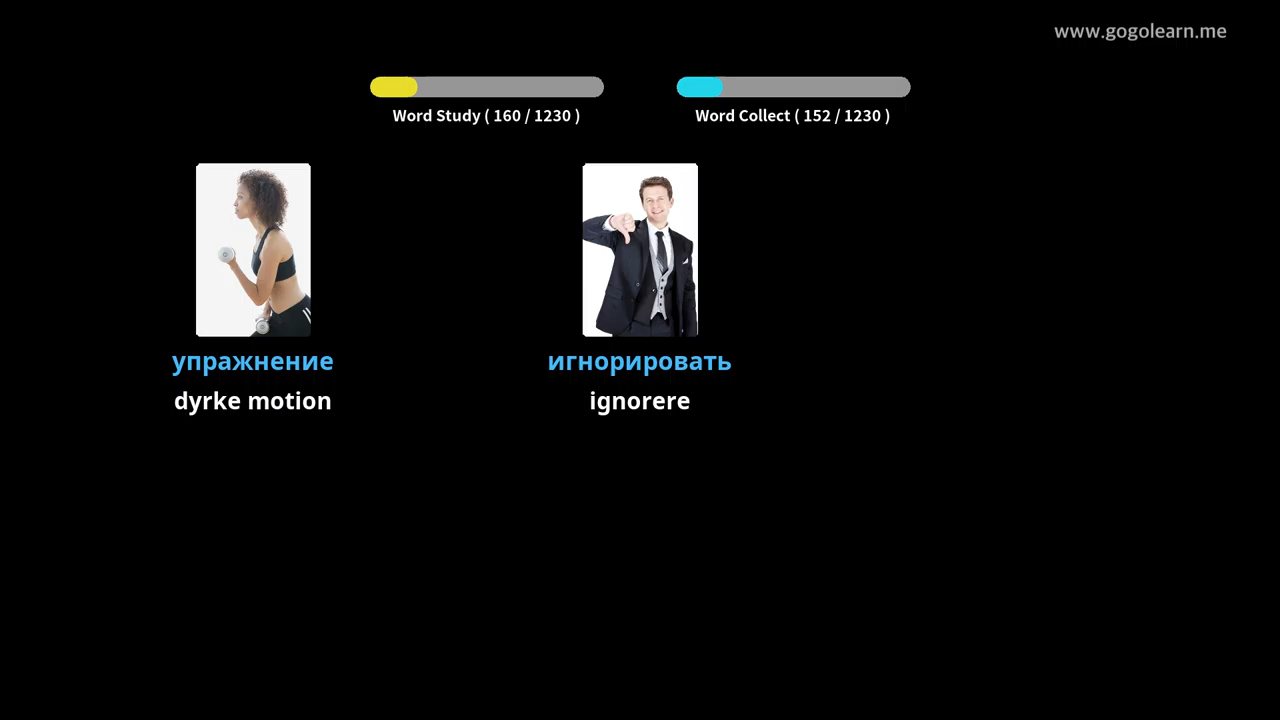 www.gogolearn.me
Word Study ( 160 / 1230 )
Word Collect ( 152 / 1230 )
упражнение
dyrke motion
игнорировать
ignorere